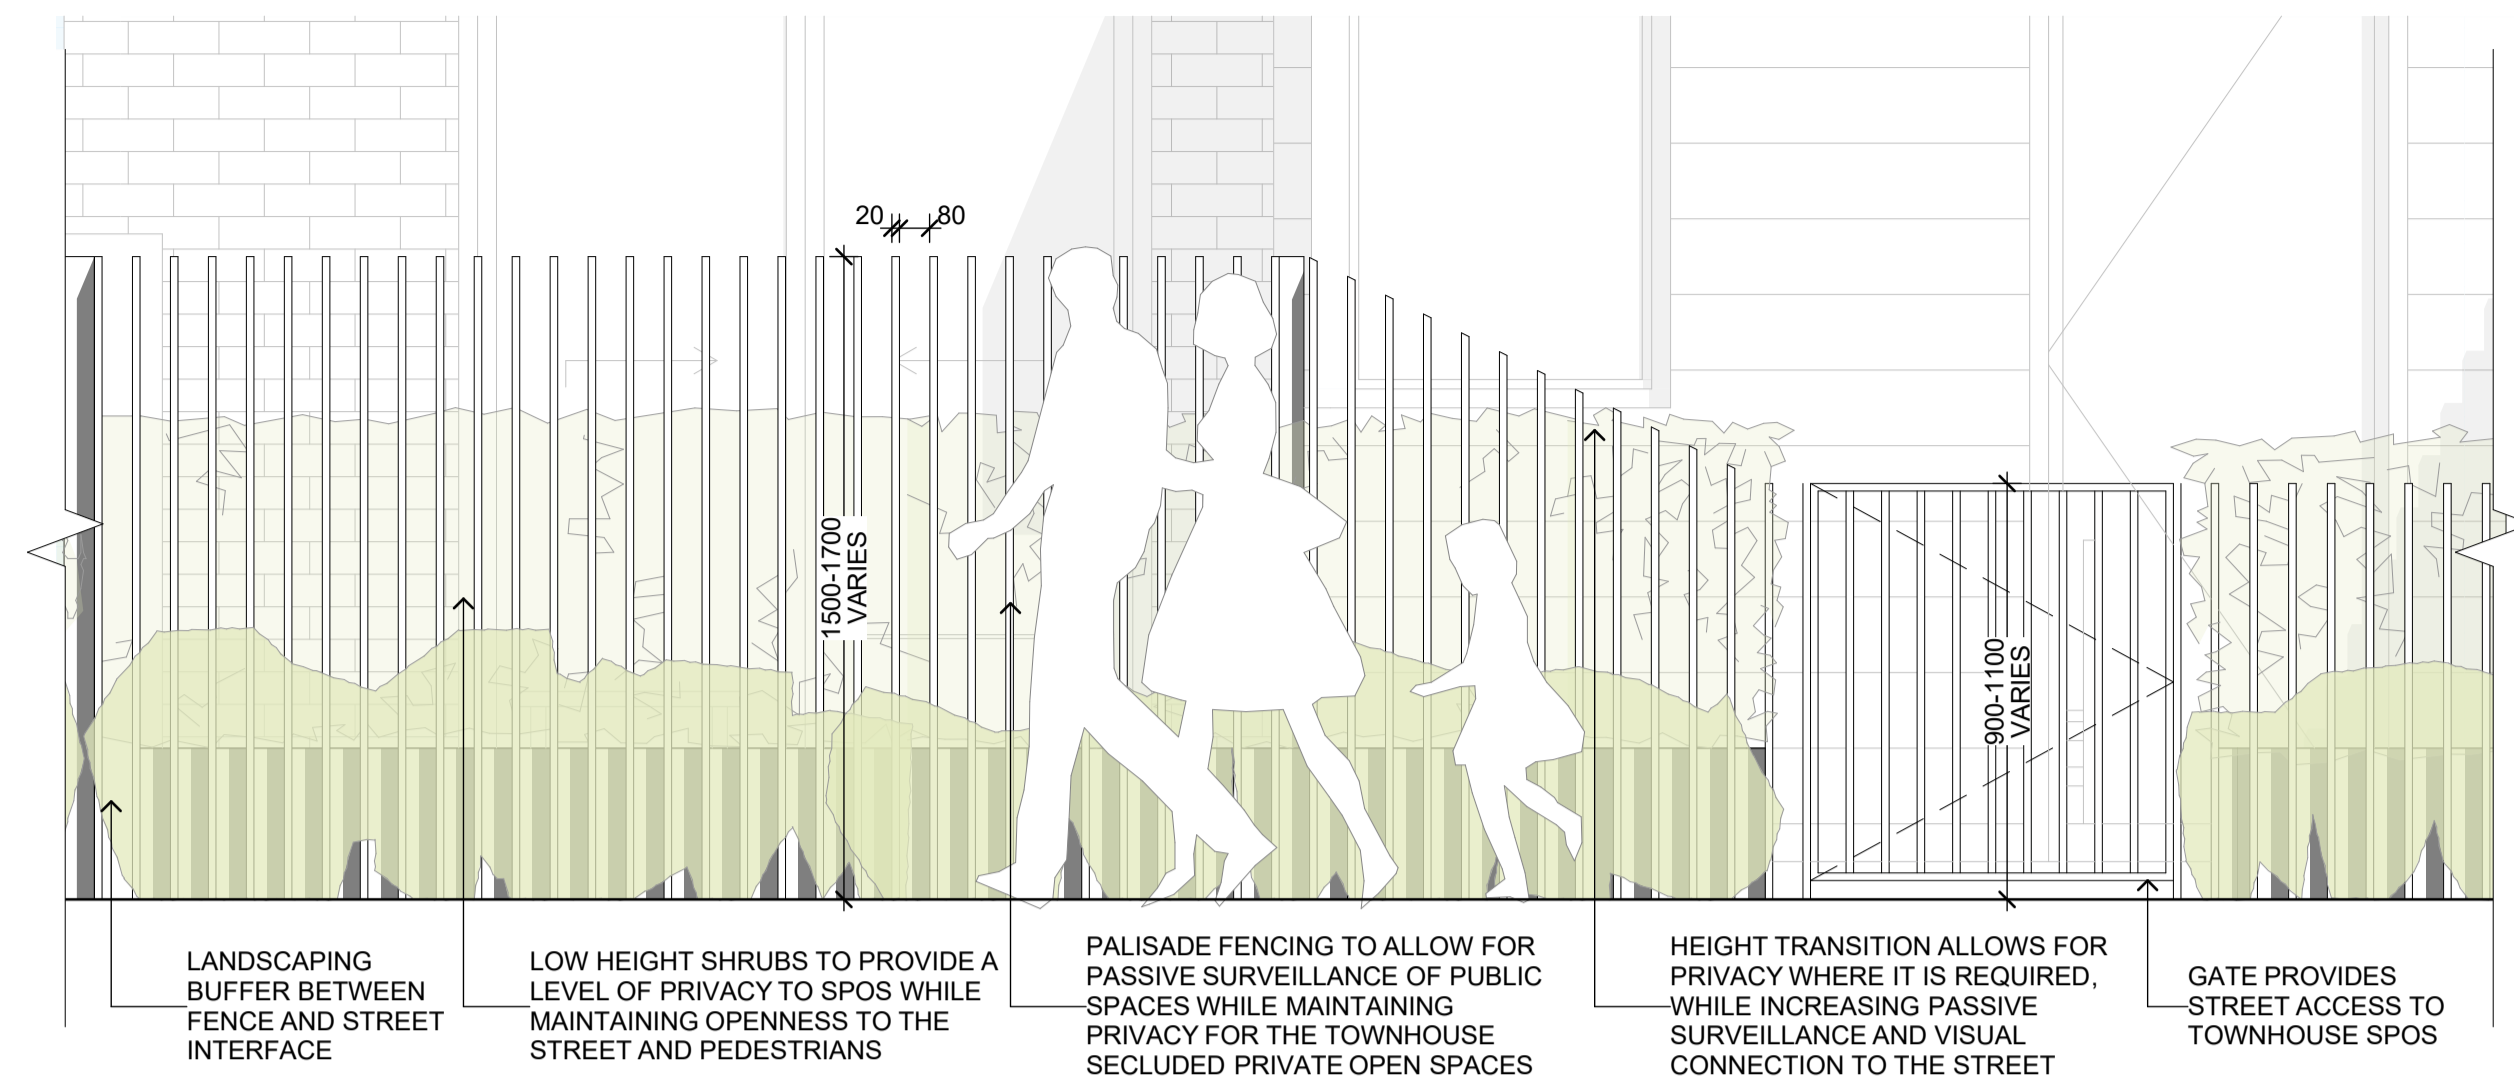 20
80
1500-1700
VARIES
900-1100
VARIES
LANDSCAPING
BUFFER BETWEEN
FENCE AND STREET
INTERFACE
LOW HEIGHT SHRUBS TO PROVIDE A
LEVEL OF PRIVACY TO SPOS WHILE
MAINTAINING OPENNESS TO THE
STREET AND PEDESTRIANS
PALISADE FENCING TO ALLOW FOR
PASSIVE SURVEILLANCE OF PUBLIC
SPACES WHILE MAINTAINING
PRIVACY FOR THE TOWNHOUSE
SECLUDED PRIVATE OPEN SPACES
HEIGHT TRANSITION ALLOWS FOR
PRIVACY WHERE IT IS REQUIRED,
WHILE INCREASING PASSIVE
SURVEILLANCE AND VISUAL
CONNECTION TO THE STREET
GATE PROVIDES
STREET ACCESS TO
TOWNHOUSE SPOS